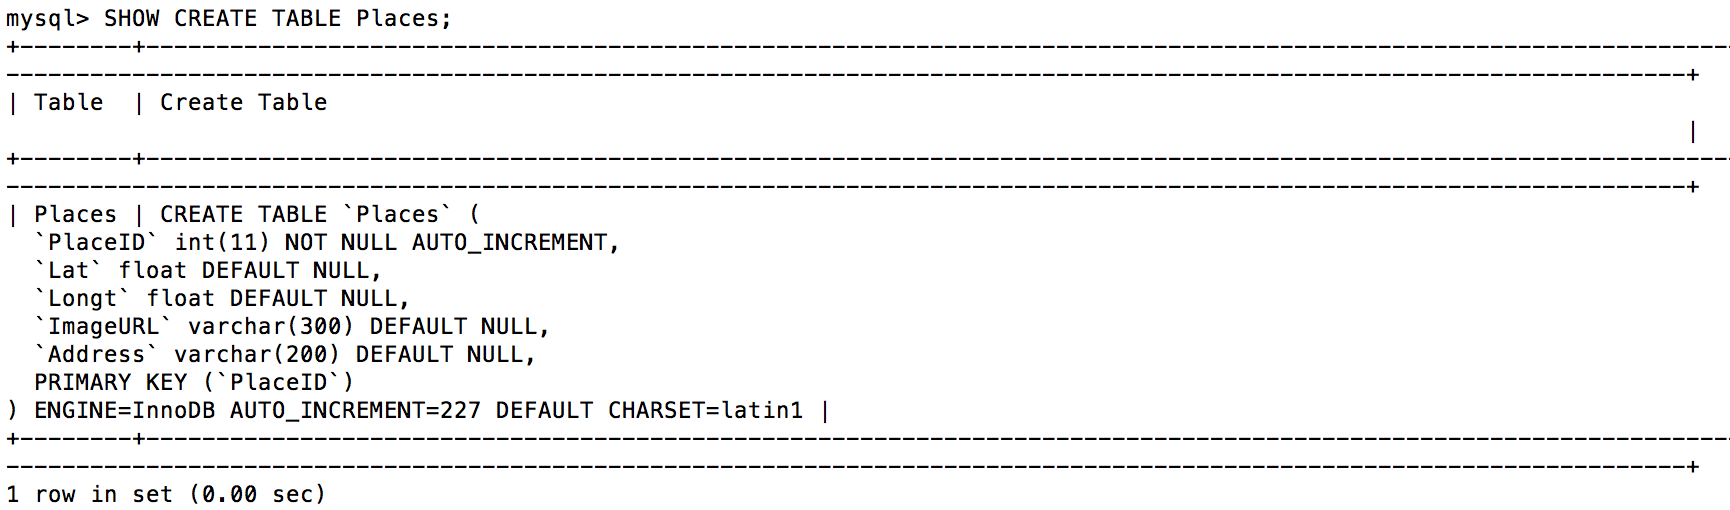 mysql> SHOW CREATE TABLE Places;
+--------+-----------------------------------------------------------------------------------------------------------------
------------------------------------------------------------------------------------------------------------------------+
| Table  | Create Table
|
+--------+-----------------------------------------------------------------------------------------------------------------
------------------------------------------------------------------------------------------------------------------------+
| Places | CREATE TABLE `Places` (
  `PlaceID` int(11) NOT NULL AUTO_INCREMENT,
  `Lat` float DEFAULT NULL,
  `Longt` float DEFAULT NULL,
  `ImageURL` varchar(300) DEFAULT NULL,
  `Address` varchar(200) DEFAULT NULL,
  PRIMARY KEY (`PlaceID`)
) ENGINE=InnoDB AUTO_INCREMENT=227 DEFAULT CHARSET=latin1 |
+--------+-----------------------------------------------------------------------------------------------------------------
------------------------------------------------------------------------------------------------------------------------+
1 row in set (0.00 sec)